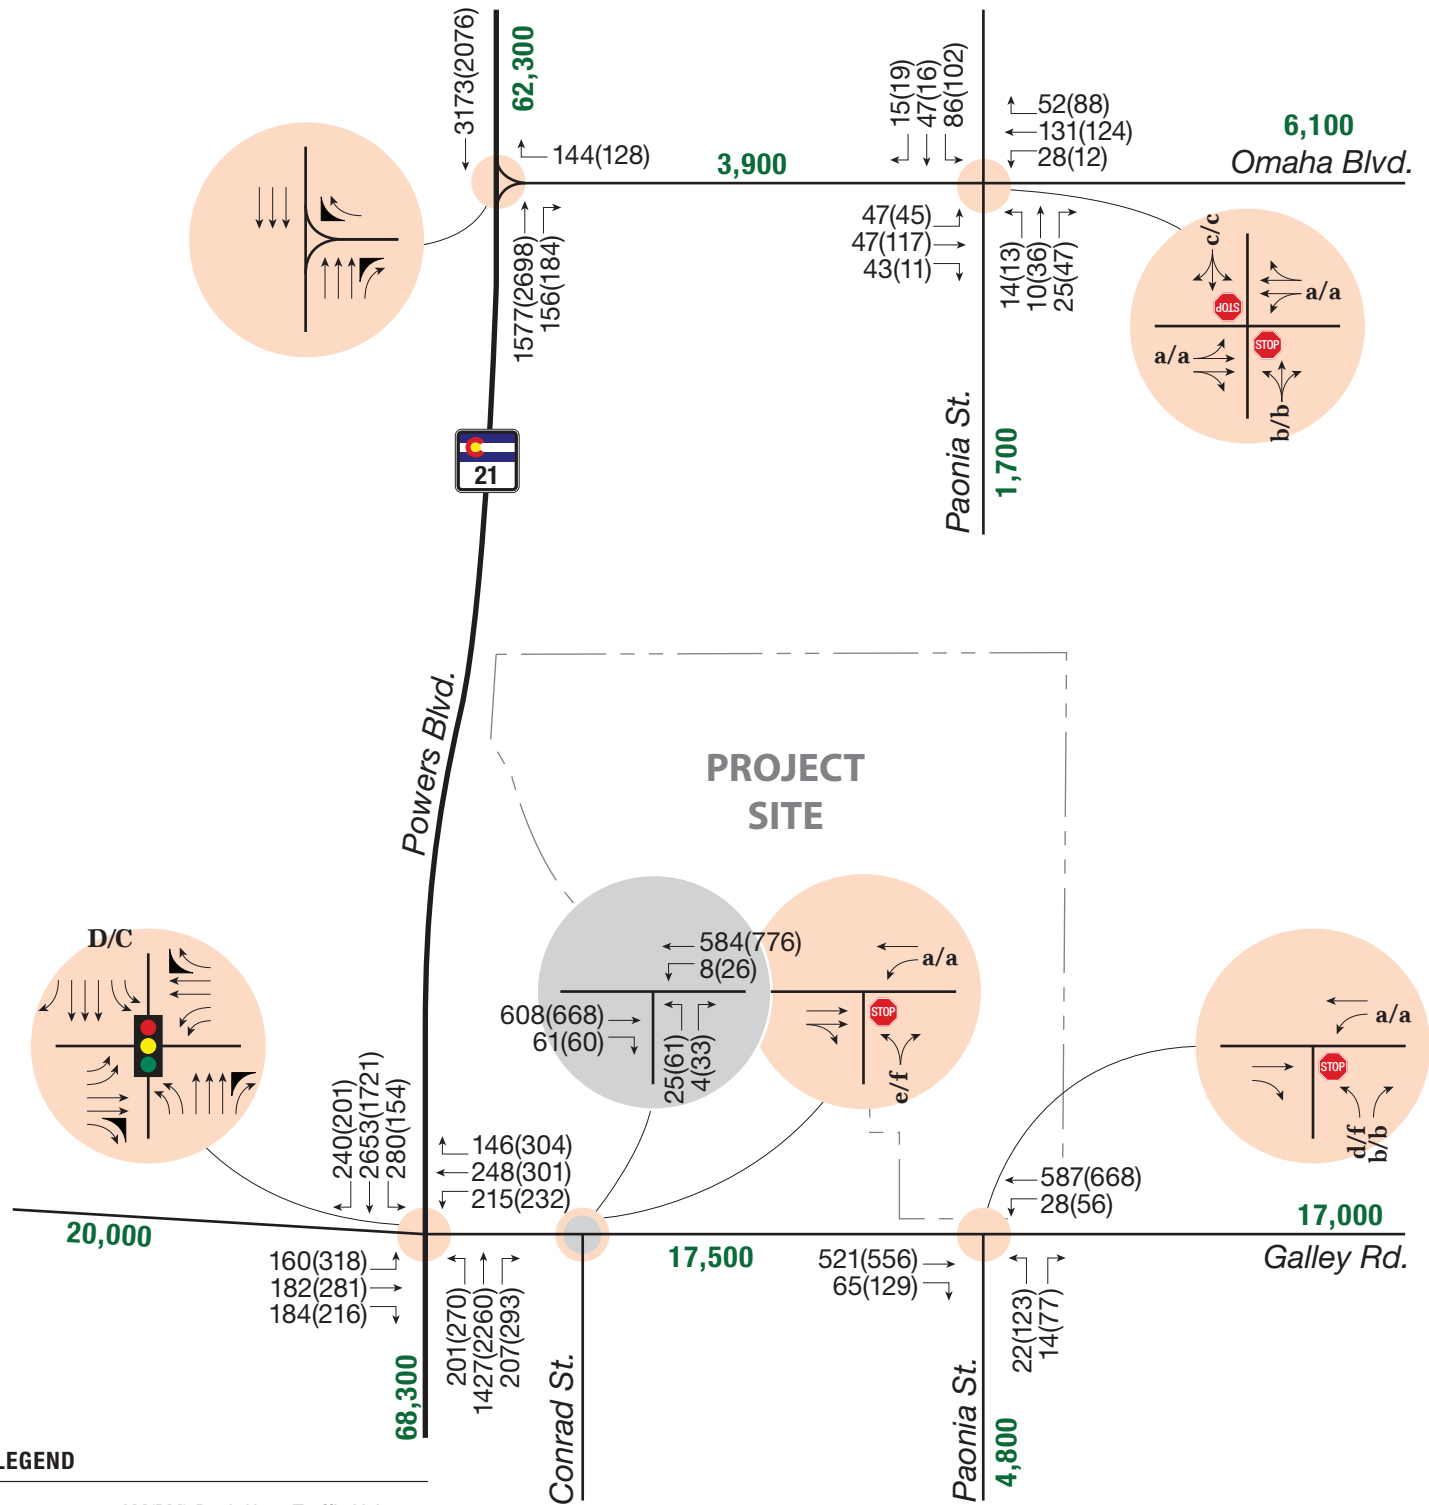 3173(2076)
62,300
144(128)
3,900
15(19)
47(16)
86(102)
52(88)
131(124)
28(12)
6,100
Omaha Blvd.
1577(2698)
156(184)
47(45)
47(117)
43(11)
14(13)
10(36)
25(47)
c/c
a/a
STOP
STOP
a/a
b/b
21
Paonia St.
1,700
Powers Blvd.
PROJECT
SITE
D/C
584(776)
8(26)
608(668)
61(60)
25(61)
4(33)
a/a
STOP
e/f
a/a
STOP
d/f
b/b
240(201)
2653(1721)
280(154)
146(304)
248(301)
215(232)
587(668)
28(56)
20,000
17,500
17,000
Galley Rd.
160(318)
182(281)
184(216)
201(270)
1427(2260)
207(293)
521(556)
65(129)
22(123)
14(77)
68,300
Conrad St.
Paonia St.
4,800
LEGEND